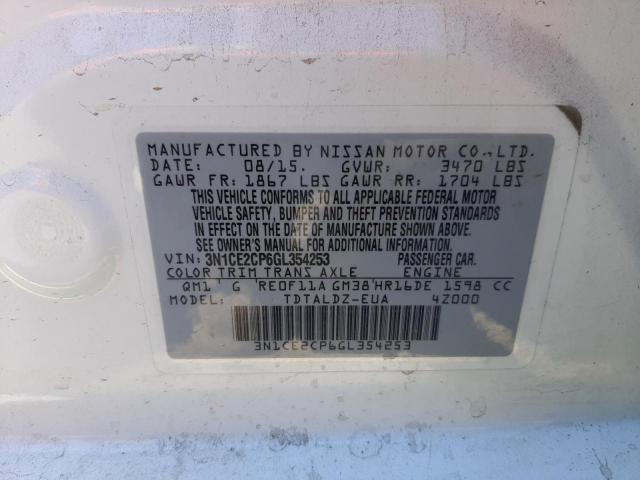 MANUFACTURED BY NISSAN MOTOR CO.,LTD.
DATE: 08/15. GVWR: 3470 LBS
GAWR FR: 1867 LBS GAWR RR: 1704 LBS
THIS VEHICLE CONFORMS TO ALL APPLICABLE FEDERAL MOTOR
VEHICLE SAFETY, BUMPER AND THEFT PREVENTION STANDARDS
IN EFFECT ON THE DATE OF MANUFACTURE SHOWN ABOVE.
SEE OWNER'S MANUAL FOR ADDITIONAL INFORMATION.
VIN: 3N1CE2CP6GL354253 PASSENGER CAR.
COLOR TRIM TRANS AXLE ENGINE
QM1 G RE0F11A GM38 HR16DE 1598 CC
MODEL: TDTALDZ-EUA 4Z000
3N1CE2CP6GL354253